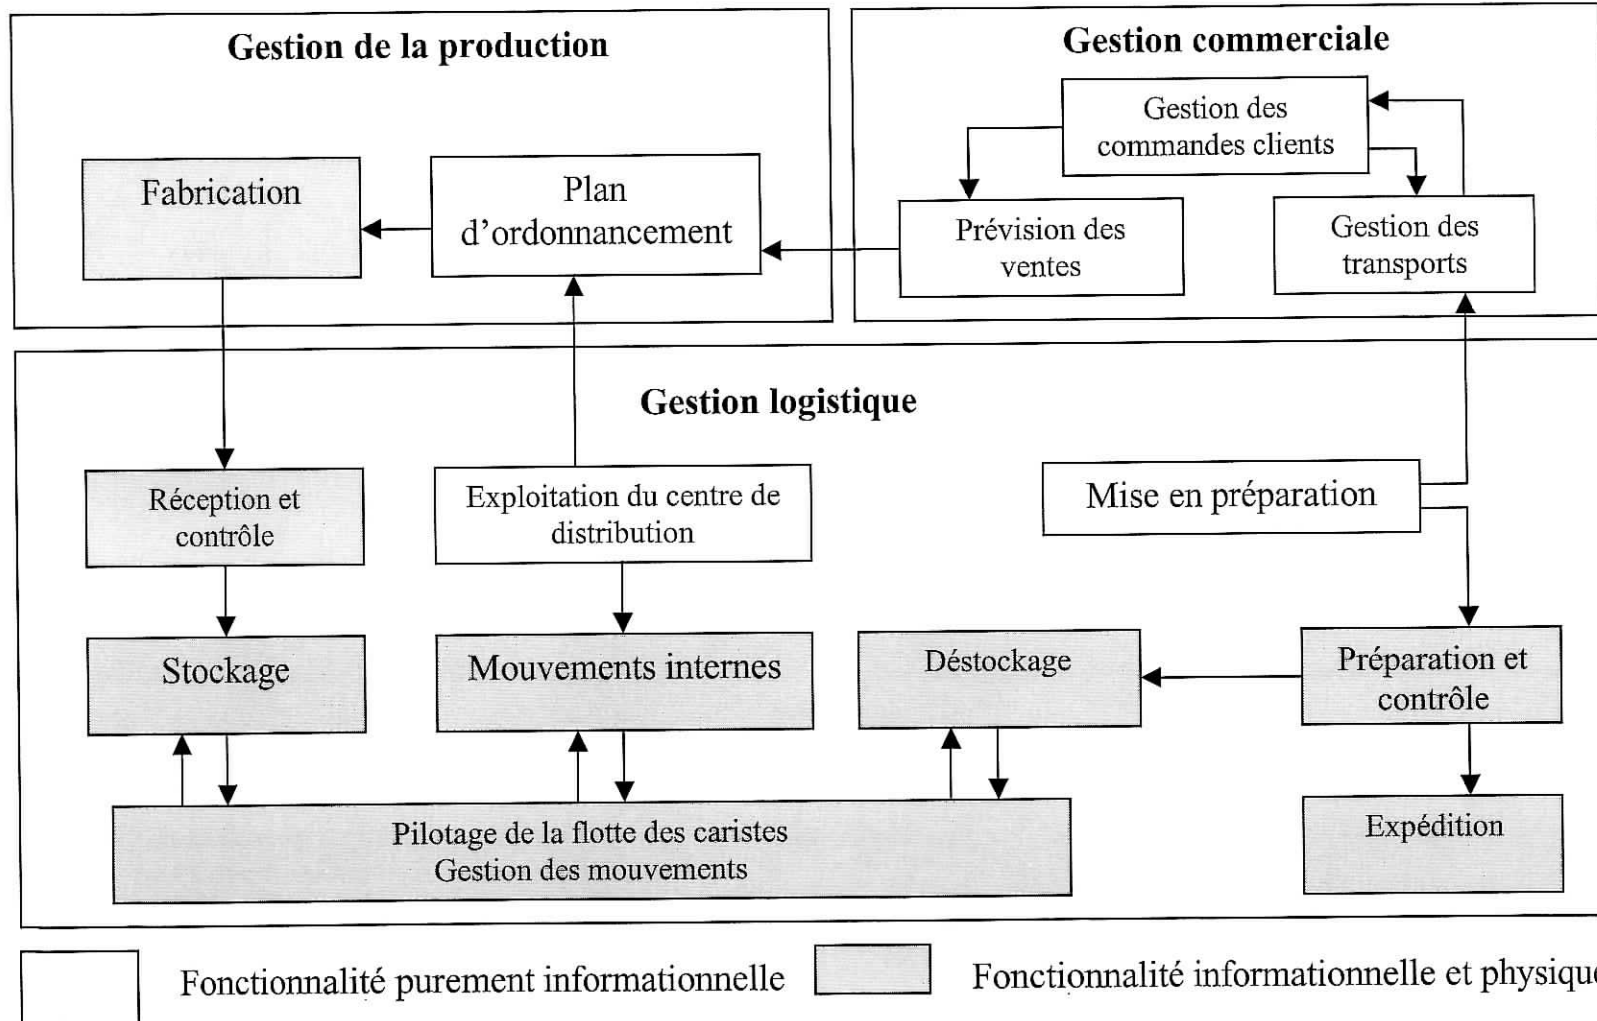 Gestion de la production
Gestion commerciale
Gestion des
commandes clients
Fabrication
Plan
d'ordonnancement
Prévision des
ventes
Gestion des
transports
Gestion logistique
Réception et
contrôle
Exploitation du centre de
distribution
Mise en préparation
Stockage
Mouvements internes
Déstockage
Préparation et
contrôle
Pilotage de la flotte des caristes
Gestion des mouvements
Expédition
Fonctionnalité purement informationnelle
Fonctionnalité informationnelle et physique